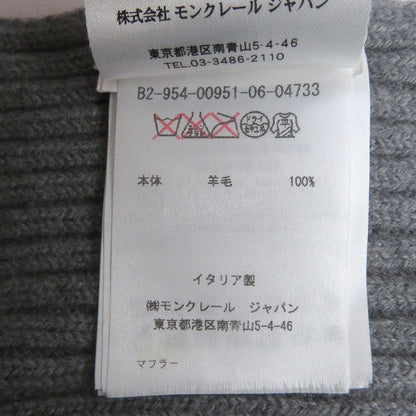 株式会社 モンクレール ジャパン
東京都港区南青山5-4-46
TEL.03-3486-2110
B2-954-00951-06-04733
ドライ
本体 羊毛 100%
イタリア製
㈱モンクレール ジャパン
東京都港区南青山5-4-46
マフラー